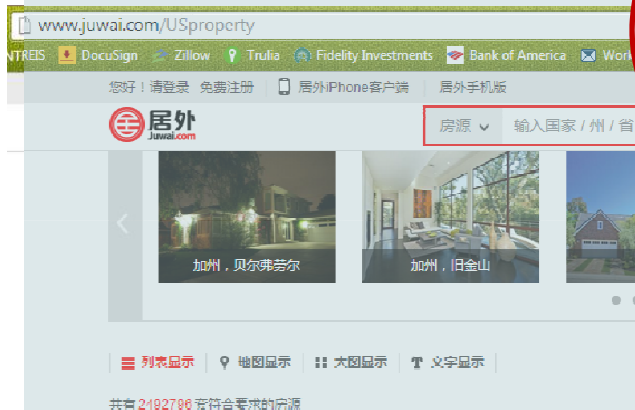 www.juwai.com/USproperty
NTREIS DocuSign Zillow Trulia Fidelity Investments Bank of America Work
您好！请登录 免费注册 居外iPhone客户端 居外手机版
居外
Juwai.com
房源 输入国家 / 州 / 省
加州，贝尔弗劳尔 加州，旧金山
列表显示 地图显示 大图显示 文字显示
共有 2492796 套符合要求的房源